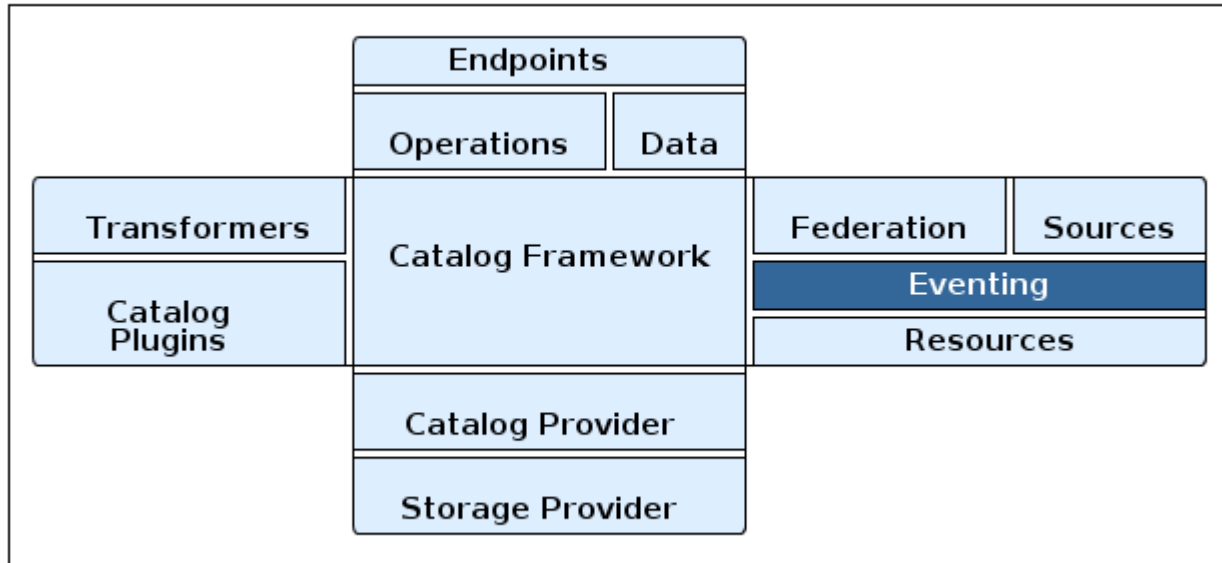 Endpoints
Operations
Data
Transformers
Catalog Framework
Federation
Sources
Eventing
Catalog
Plugins
Resources
Catalog Provider
Storage Provider